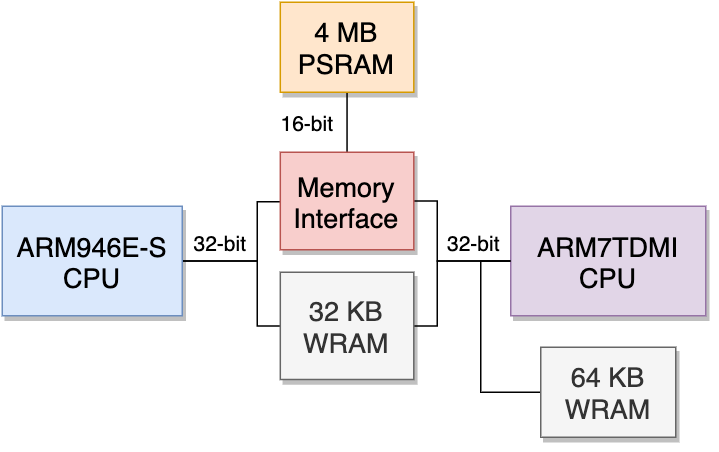 4 MB
PSRAM
16-bit
Memory
Interface
ARM946E-S
CPU
32-bit
32-bit
ARM7TDMI
CPU
32 KB
WRAM
64 KB
WRAM